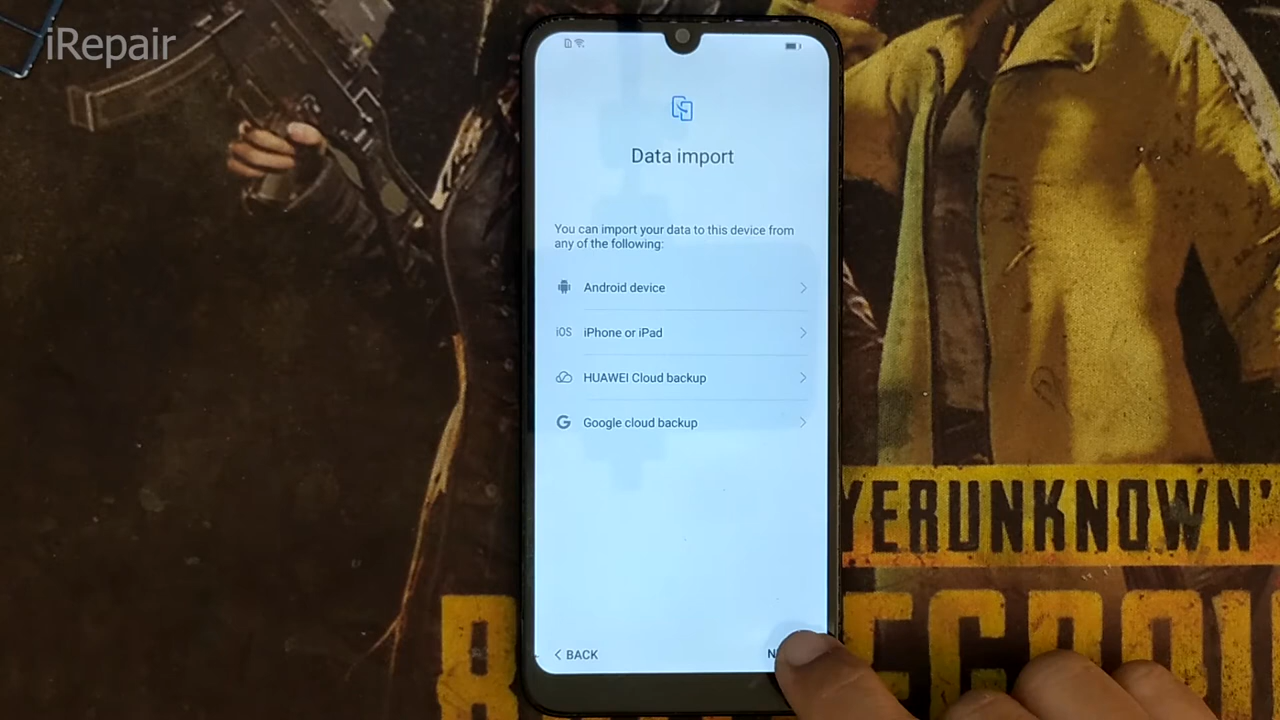 iRepair
Data import
You can import your data to this device from
any of the following:
Android device
iOS iPhone or iPad
HUAWEI Cloud backup
G Google cloud backup
BACK
YERUNKNOWN'